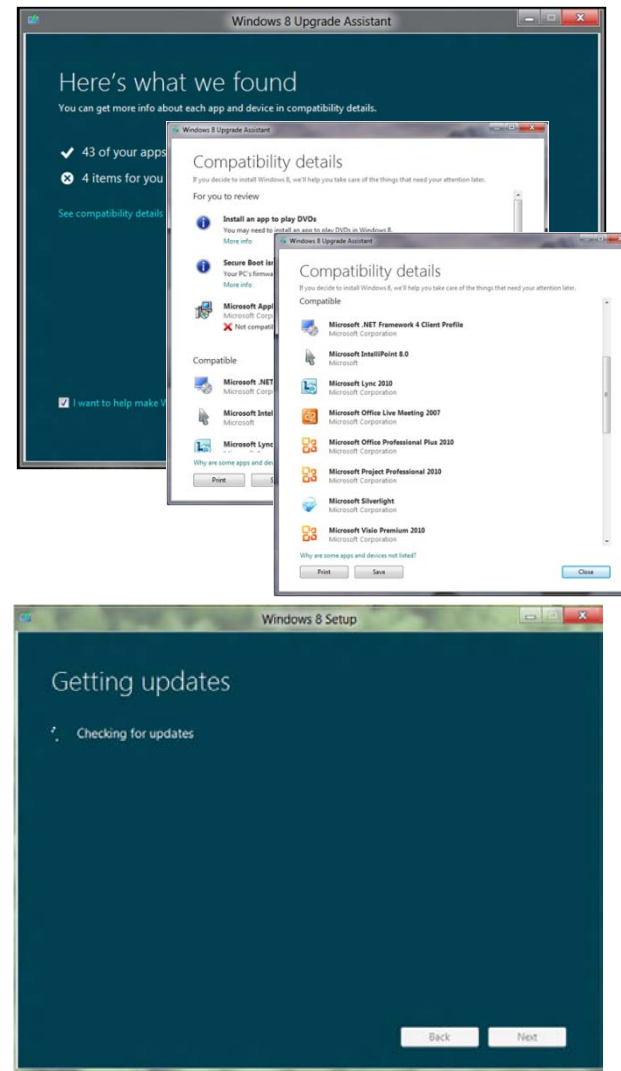 Windows 8 Upgrade Assistant
Here's what we found
You can get more info about each app and device in compatibility details.
43 of your apps
4 items for you
See compatibility details
I want to help make
Windows 8 Upgrade Assistant
Compatibility details
If you decide to install Windows 8, we'll help you take care of the things that need your attention later.
For you to review
Install an app to play DVDs
You may need to install an app to play DVDs in Windows 8.
More info
Secure Boot
Your PC's
More info
Microsoft
Microsoft
Not
Compatible
Microsoft .NET
Microsoft
Microsoft
Microsoft
Microsoft
Why are some apps and
Print
Windows 8 Upgrade Assistant
Compatibility details
If you decide to install Windows 8, we'll help you take care of the things that need your attention later.
Compatible
Microsoft .NET Framework 4 Client Profile
Microsoft Corporation
Microsoft IntelliPoint 8.0
Microsoft
Microsoft Lync 2010
Microsoft Corporation
Microsoft Office Live Meeting 2007
Microsoft Corporation
Microsoft Office Professional Plus 2010
Microsoft Corporation
Microsoft Project Professional 2010
Microsoft Corporation
Microsoft Silverlight
Microsoft Corporation
Microsoft Visio Premium 2010
Microsoft Corporation
Why are some apps and devices not listed?
Print Save Close
Windows 8 Setup
Getting updates
Checking for updates
Back Next